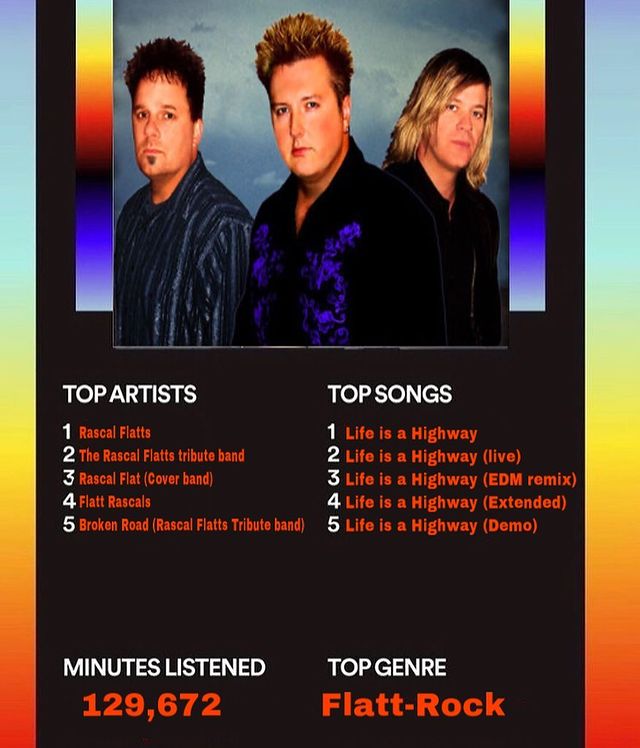 TOP ARTISTS
1 Rascal Flatts
2 The Rascal Flatts tribute band
3 Rascal Flat (Cover band)
4 Flatt Rascals
5 Broken Road (Rascal Flatts Tribute band)
TOP SONGS
1 Life is a Highway
2 Life is a Highway (live)
3 Life is a Highway (EDM remix)
4 Life is a Highway (Extended)
5 Life is a Highway (Demo)
MINUTES LISTENED
129,672
TOP GENRE
Flatt-Rock